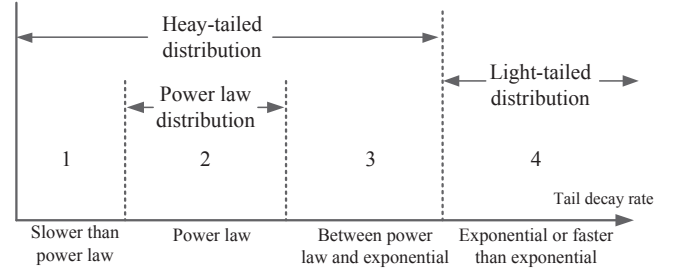 Heay-tailed
distribution
Light-tailed
distribution
Power law
distribution
1
2
3
4
Tail decay rate
Slower than
power law
Power law
Between power
law and exponential
Exponential or faster
than exponential